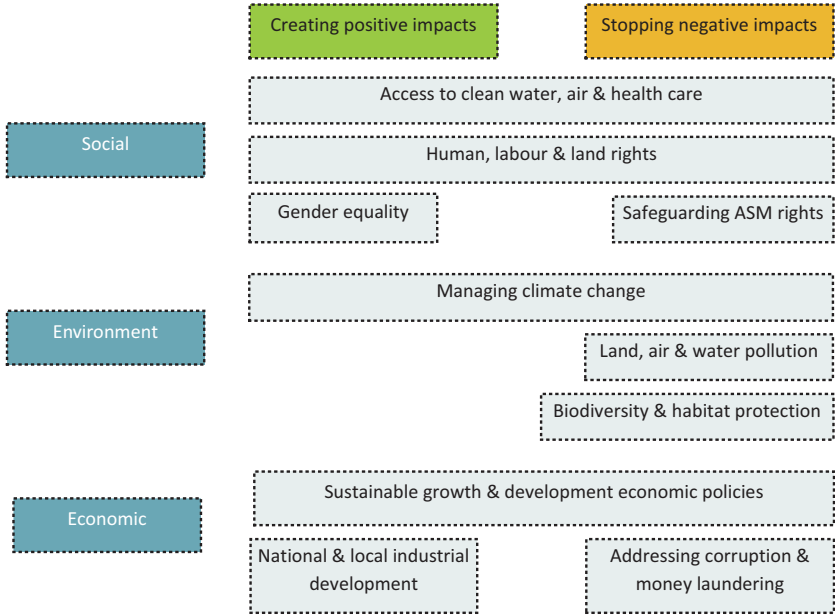 Creating positive impacts
Stopping negative impacts
Social
Access to clean water, air & health care
Human, labour & land rights
Gender equality
Safeguarding ASM rights
Environment
Managing climate change
Land, air & water pollution
Biodiversity & habitat protection
Economic
Sustainable growth & development economic policies
National & local industrial
development
Addressing corruption &
money laundering